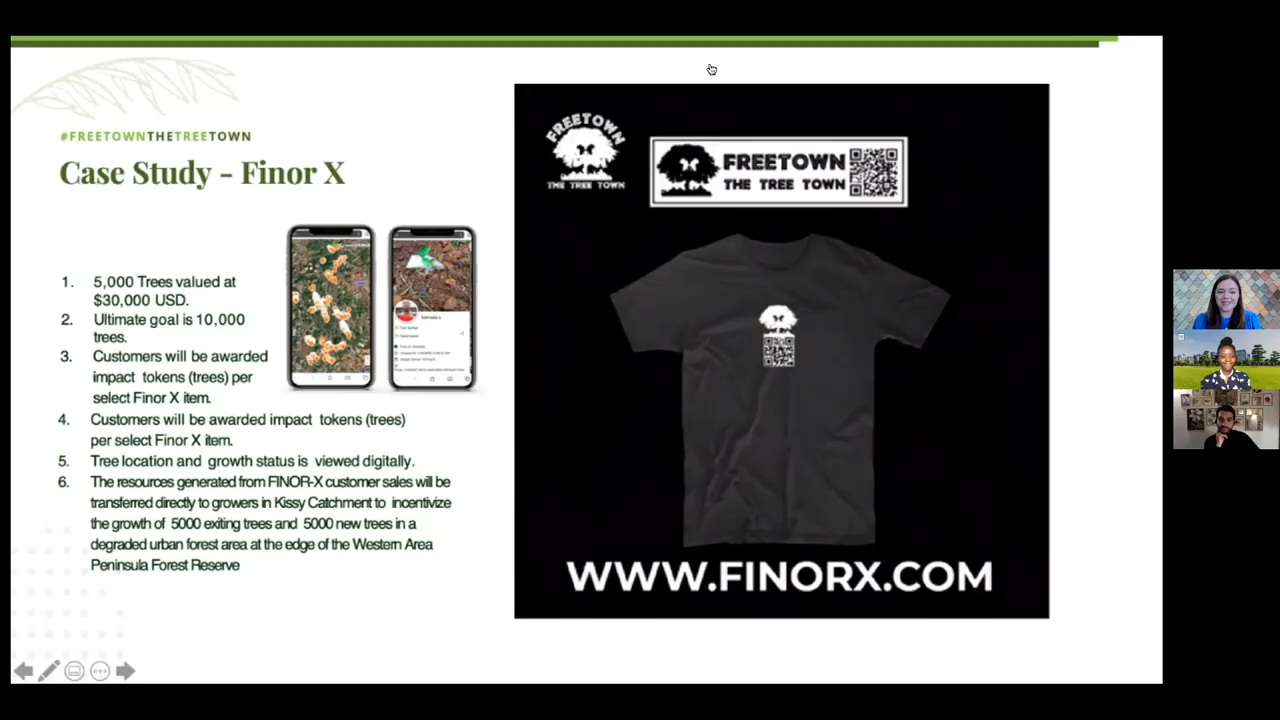 #FREETOWNTHETREETOWN
Case Study - Finor X
1. 5,000 Trees valued at
$30,000 USD.
2. Ultimate goal is 10,000
trees.
3. Customers will be awarded
impact tokens (trees) per
select Finor X item.
4. Customers will be awarded impact tokens (trees)
per select Finor X item.
5. Tree location and growth status is viewed digitally.
6. The resources generated from FINOR-X customer sales will be
transferred directly to growers in Kissy Catchment to incentivize
the growth of 5000 exiting trees and 5000 new trees in a
degraded urban forest area at the edge of the Western Area
Peninsula Forest Reserve
FREETOWN
THE TREE TOWN
FREETOWN
THE TREE TOWN
WWW.FINORX.COM